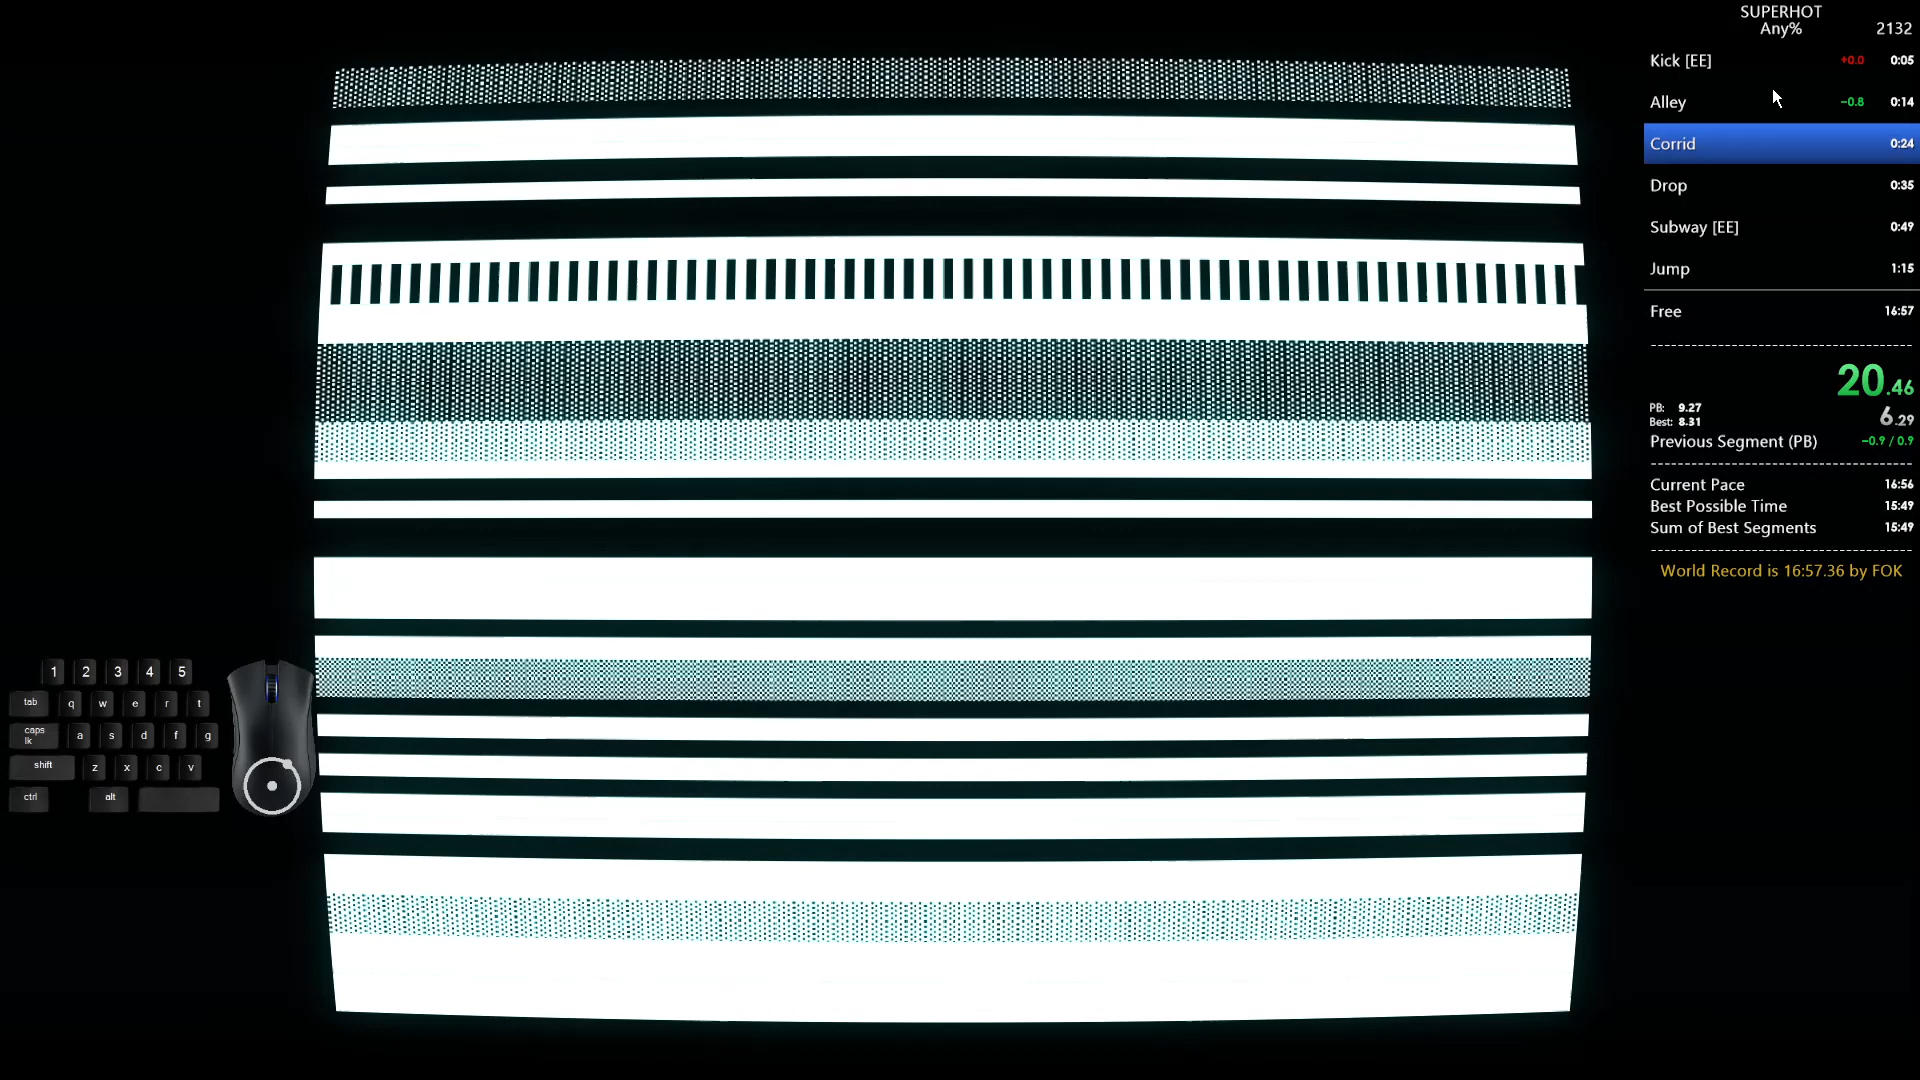 SUPERHOT
Any% 2132
Kick [EE] +0.0 0:05
Alley −0.8 0:14
Corrid 0:24
Drop 0:35
Subway [EE] 0:49
Jump 1:15
Free 16:57
20.46
PB: 9.27
Best: 8.31
6.29
Previous Segment (PB) −0.9 / 0.9
Current Pace 16:56
Best Possible Time 15:49
Sum of Best Segments 15:49
World Record is 16:57.36 by FOK
1 2 3 4 5
tab q w e r t
caps
lk a s d f g
shift z x c v
ctrl alt